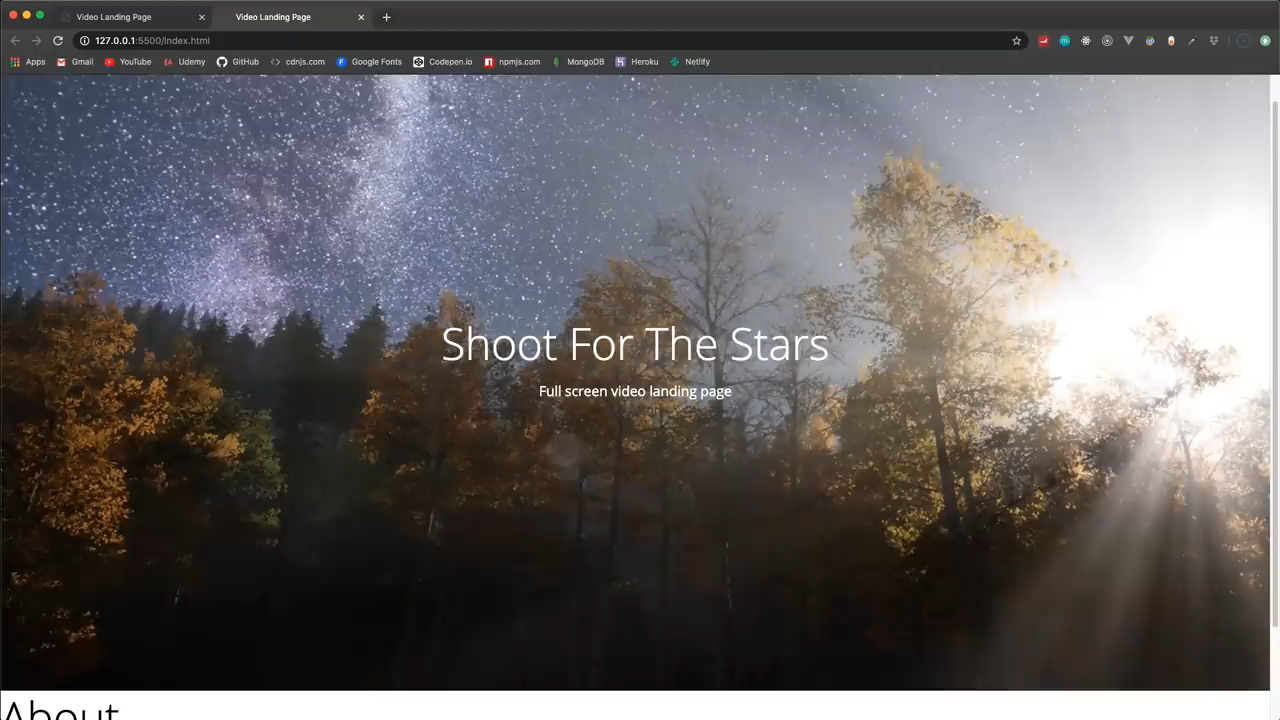 Video Landing Page
Video Landing Page
127.0.0.1:5500/index.html
Apps Gmail YouTube Udemy GitHub cdnjs.com Google Fonts Codepen.io npmjs.com MongoDB Heroku Netlify
Shoot For The Stars
Full screen video landing page
About